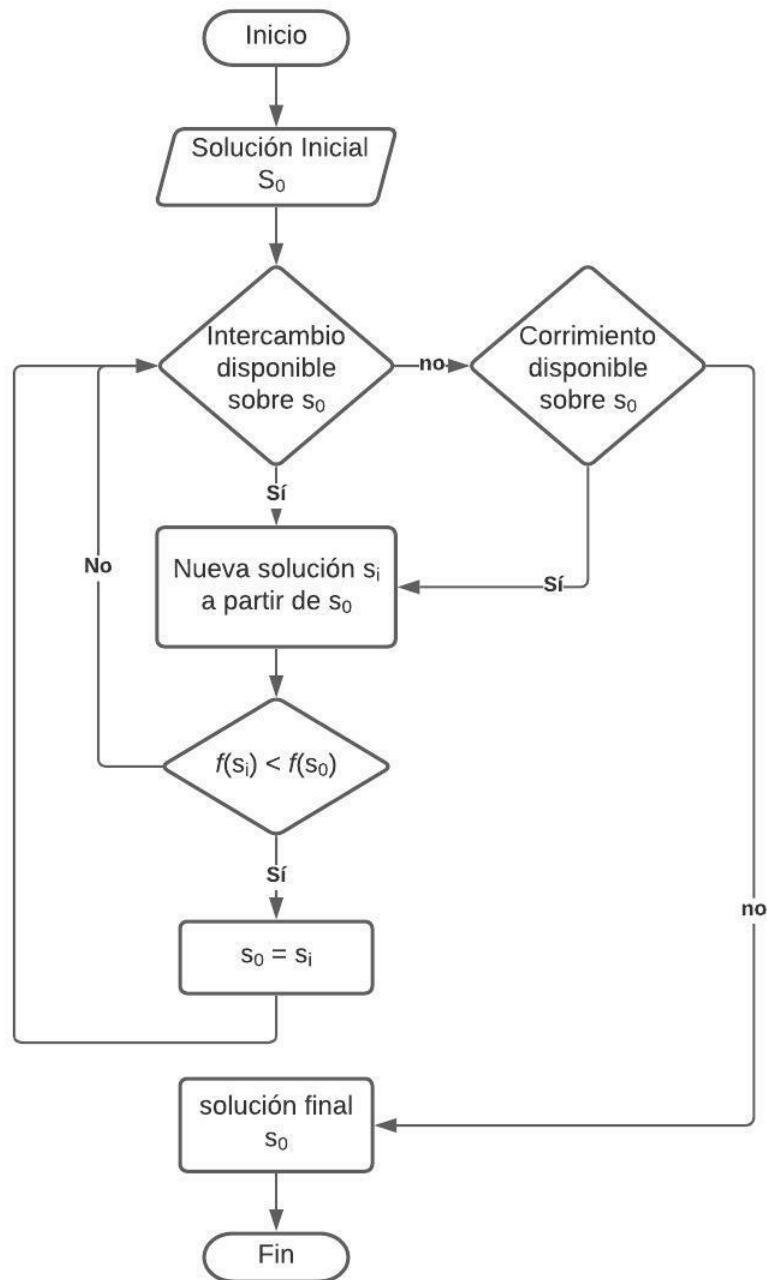 Inicio
Solución Inicial
S₀
Intercambio
disponible
sobre s₀
no
Corrimiento
disponible
sobre s₀
Sí
Nueva solución sᵢ
a partir de s₀
Sí
No
f(sᵢ) < f(s₀)
Sí
s₀ = sᵢ
no
solución final
s₀
Fin